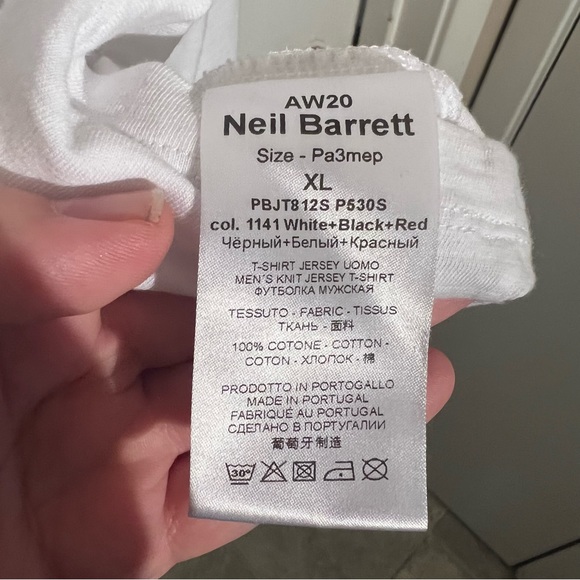 AW20
Neil Barrett
Size - Pa3mep
XL
PBJT812S P530S
col. 1141 White+Black+Red
Чёрный+Белый+Красный
T-SHIRT JERSEY UOMO
MEN'S KNIT JERSEY T-SHIRT
ФУТБОЛКА МУЖСКАЯ
TESSUTO - FABRIC - TISSUS
ТКАНЬ - 面料
100% COTONE - COTTON -
COTON - ХЛОПОК - 棉
PRODOTTO IN PORTOGALLO
MADE IN PORTUGAL
FABRIQUÉ AU PORTUGAL
СДЕЛАНО В ПОРТУГАЛИИ
葡萄牙制造
30°